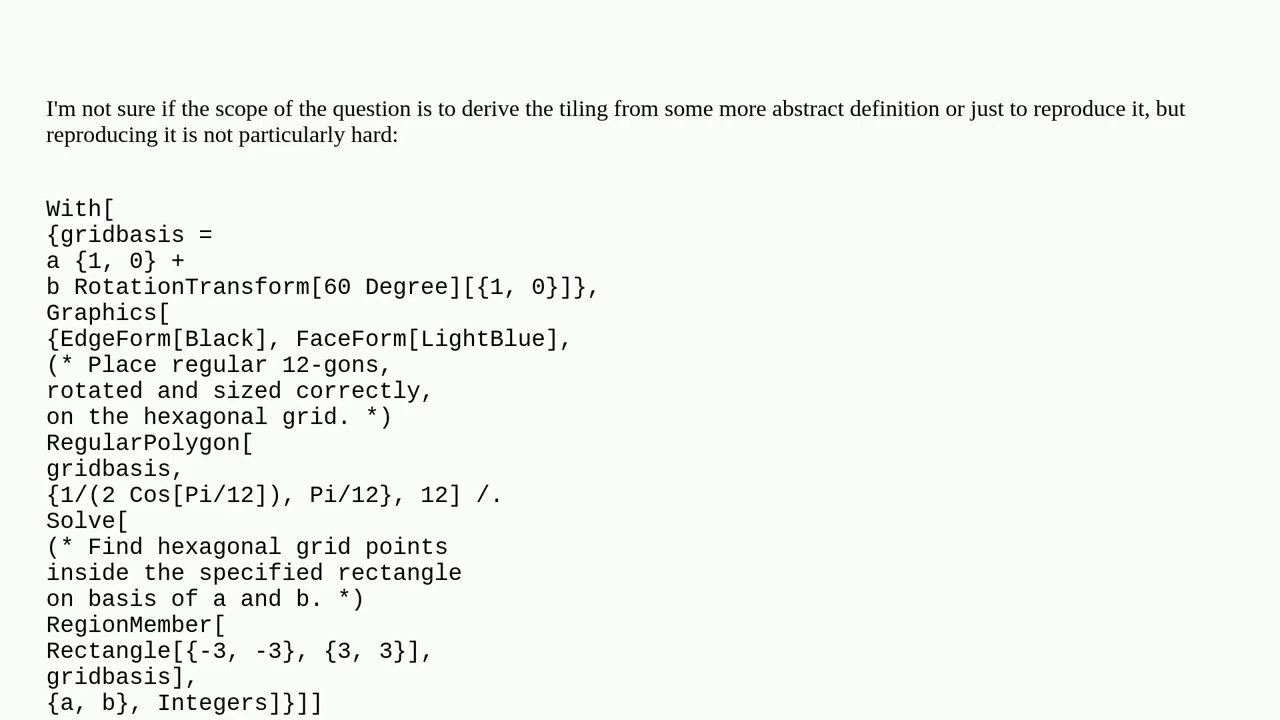 I'm not sure if the scope of the question is to derive the tiling from some more abstract definition or just to reproduce it, but
reproducing it is not particularly hard:
With[
{gridbasis =
a {1, 0} +
b RotationTransform[60 Degree][{1, 0}]},
Graphics[
{EdgeForm[Black], FaceForm[LightBlue],
(* Place regular 12-gons,
rotated and sized correctly,
on the hexagonal grid. *)
RegularPolygon[
gridbasis,
{1/(2 Cos[Pi/12]), Pi/12}, 12] /.
Solve[
(* Find hexagonal grid points
inside the specified rectangle
on basis of a and b. *)
RegionMember[
Rectangle[{-3, -3}, {3, 3}],
gridbasis],
{a, b}, Integers]}]]